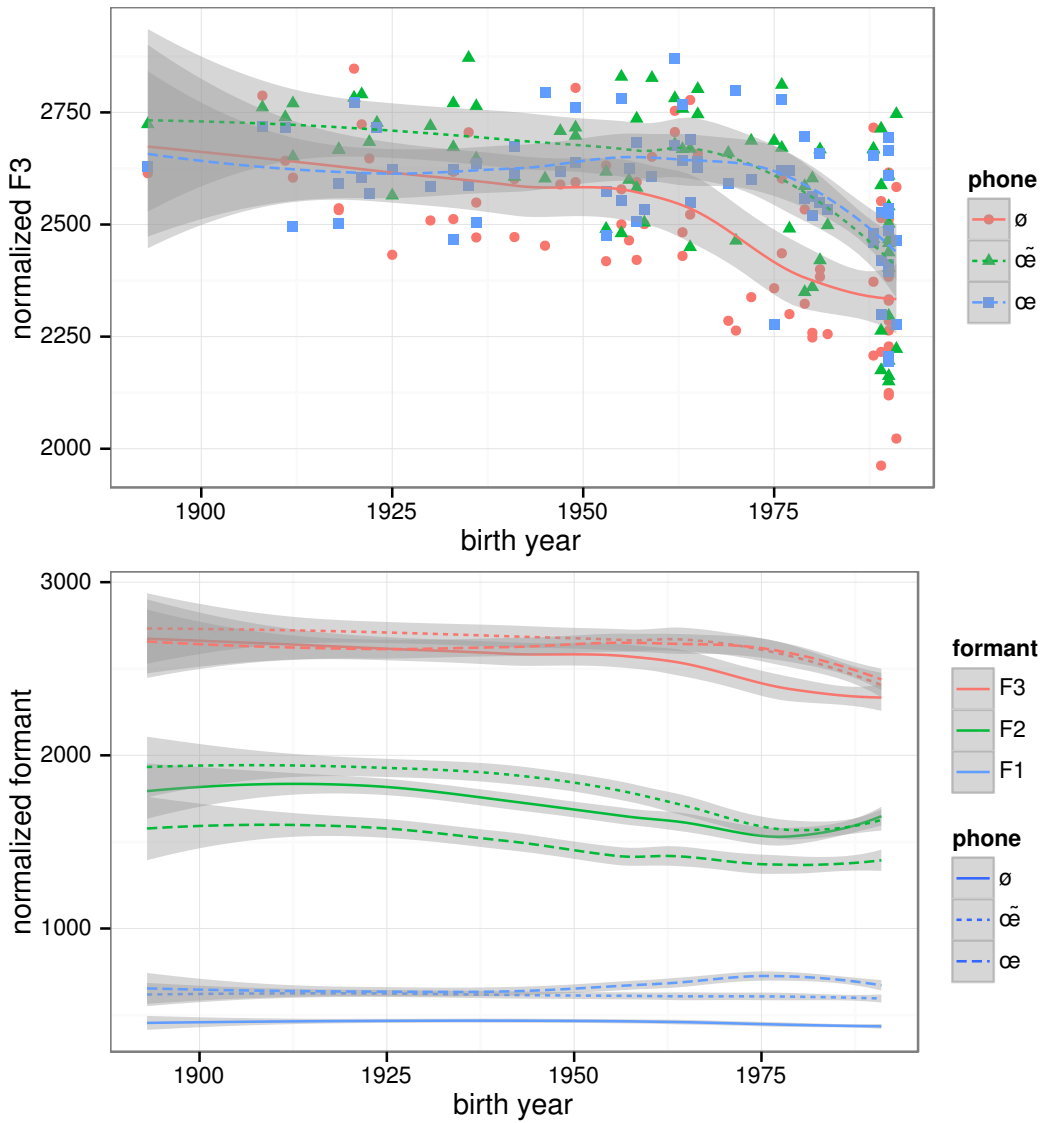 normalized F3
2750
2500
2250
2000
1900
1925
1950
1975
birth year
phone
ø
œ̃
œ
normalized formant
3000
2000
1000
1900
1925
1950
1975
birth year
formant
F3
F2
F1
phone
ø
œ̃
œ